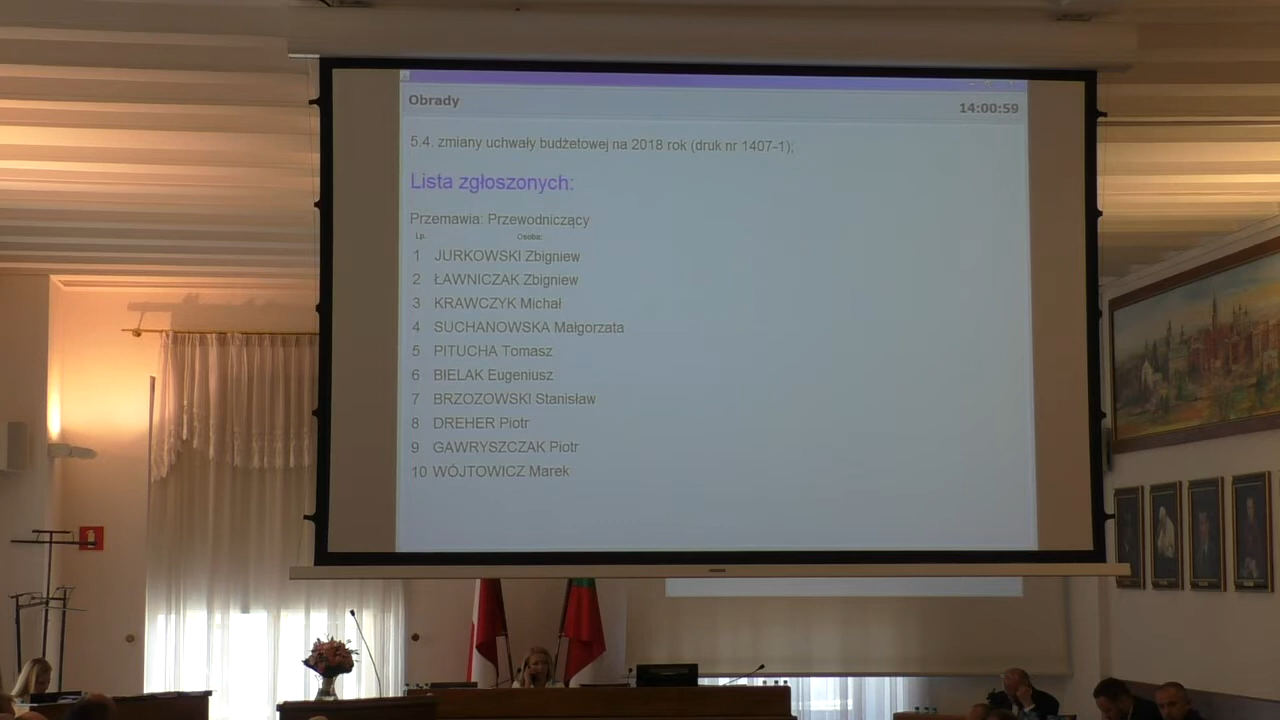 Obrady
14:00:59
5.4. zmiany uchwały budżetowej na 2018 rok (druk nr 1407-1);
Lista zgłoszonych:
Przemawia: Przewodniczący
Lp. Osoba:
1 JURKOWSKI Zbigniew
2 ŁAWNICZAK Zbigniew
3 KRAWCZYK Michał
4 SUCHANOWSKA Małgorzata
5 PITUCHA Tomasz
6 BIELAK Eugeniusz
7 BRZOZOWSKI Stanisław
8 DREHER Piotr
9 GAWRYSZCZAK Piotr
10 WÓJTOWICZ Marek